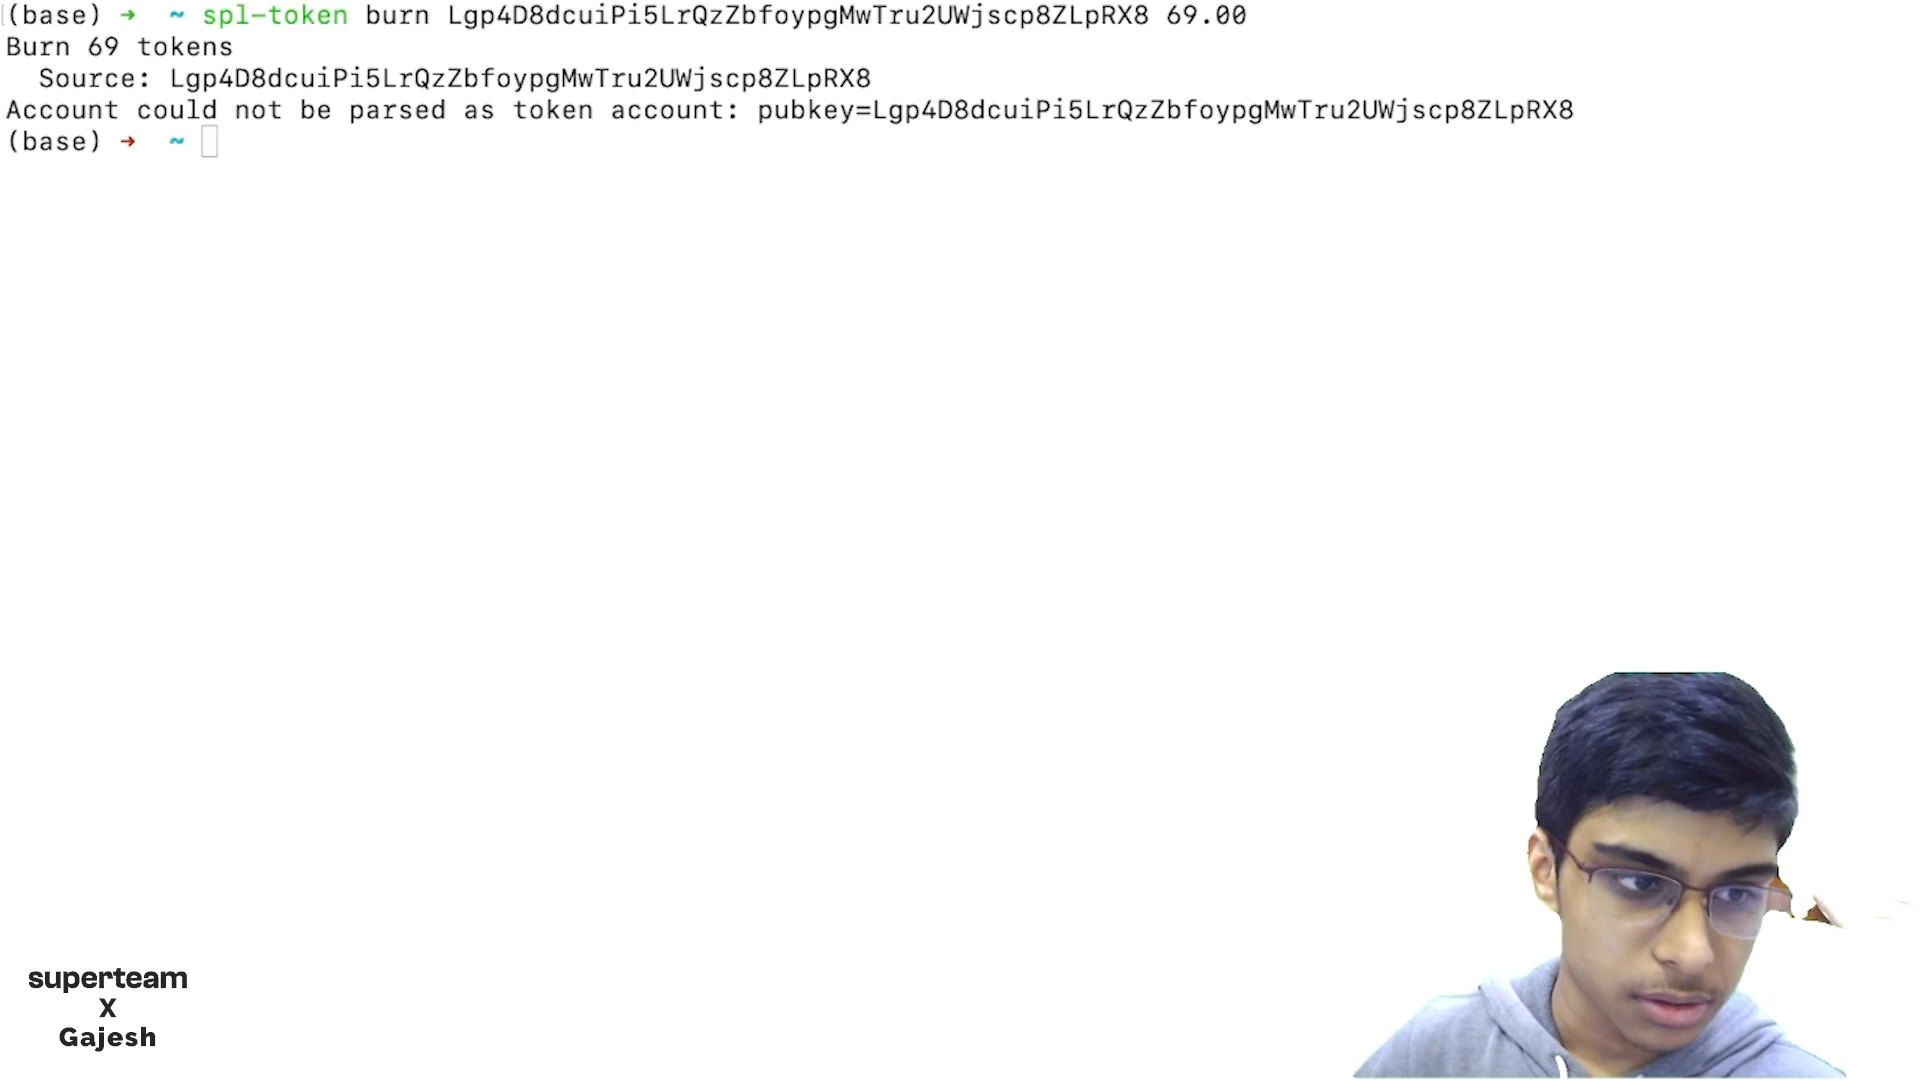 (base) → ~ spl-token burn Lgp4D8dcuiPi5LrQzZbfoypgMwTru2UWjscp8ZLpRX8 69.00
Burn 69 tokens
Source: Lgp4D8dcuiPi5LrQzZbfoypgMwTru2UWjscp8ZLpRX8
Account could not be parsed as token account: pubkey=Lgp4D8dcuiPi5LrQzZbfoypgMwTru2UWjscp8ZLpRX8
(base) → ~
superteam
X
Gajesh